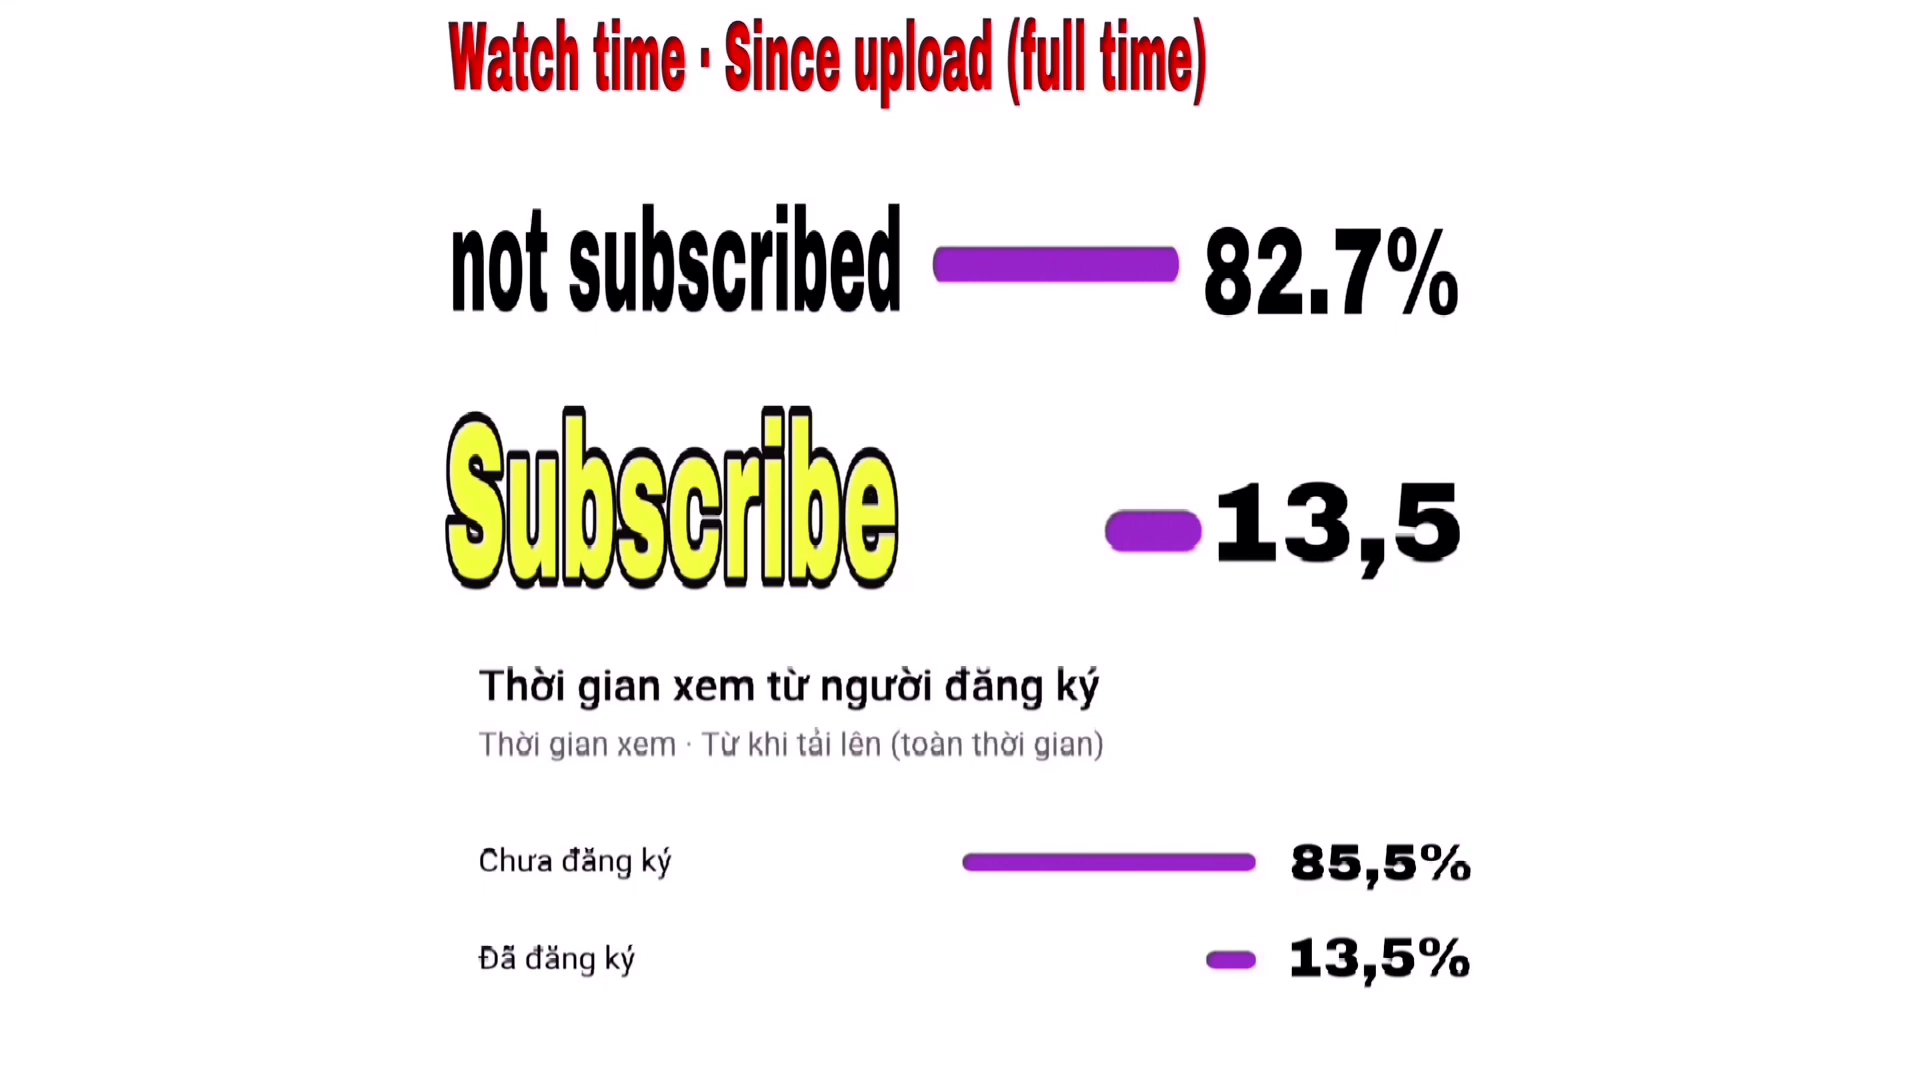 Watch time · Since upload (full time)
not subscribed 82.7%
Subscribe 13,5
Thời gian xem từ người đăng ký
Thời gian xem · Từ khi tải lên (toàn thời gian)
Chưa đăng ký 85,5%
Đã đăng ký 13,5%